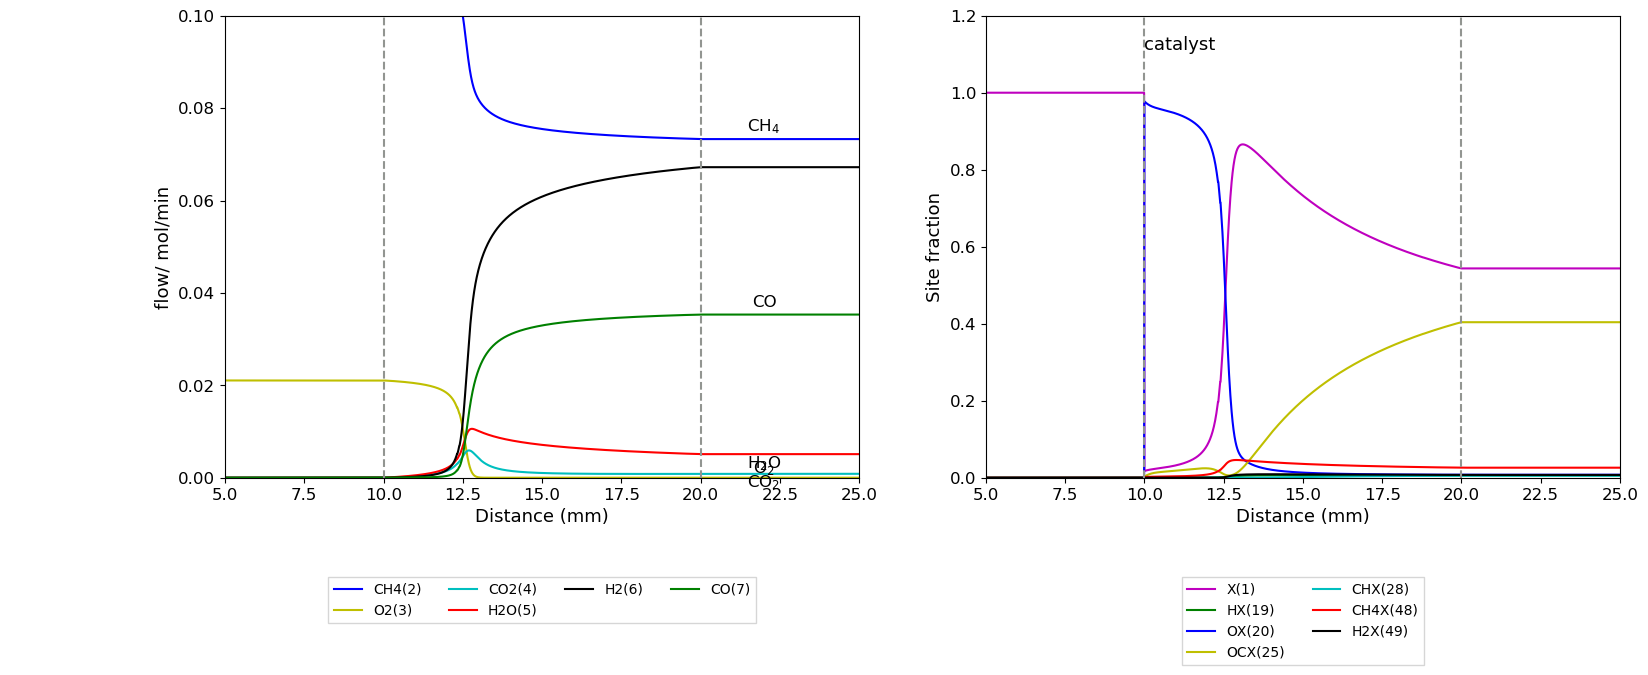 0.10
0.08
0.06
0.04
0.02
0.00
flow/ mol/min
CH₄
CO
H₂O
O₂
CO₂
5.0 7.5 10.0 12.5 15.0 17.5 20.0 22.5 25.0
Distance (mm)
CH4(2) CO2(4) H2(6) CO(7)
O2(3) H2O(5)
1.2
1.0
0.8
0.6
0.4
0.2
0.0
Site fraction
catalyst
5.0 7.5 10.0 12.5 15.0 17.5 20.0 22.5 25.0
Distance (mm)
X(1) CHX(28)
HX(19) CH4X(48)
OX(20) H2X(49)
OCX(25)